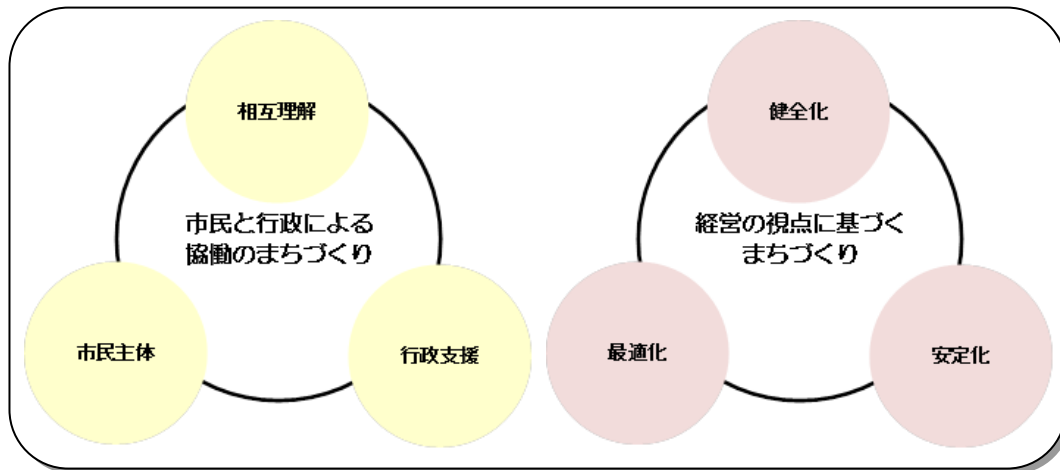 相互理解
市民と行政による
協働のまちづくり
市民主体
行政支援
健全化
経営の視点に基づく
まちづくり
最適化
安定化